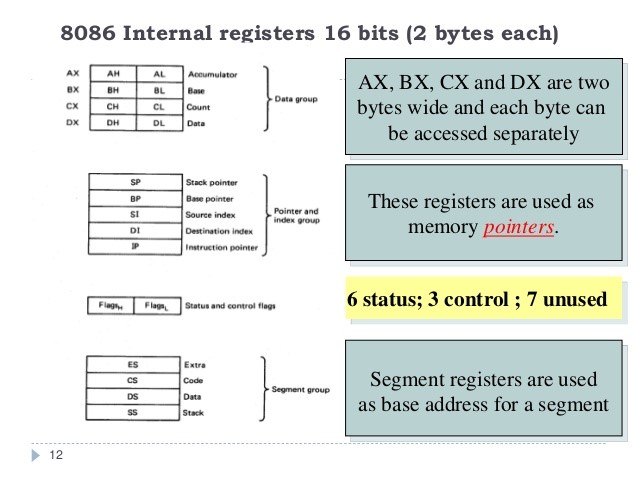 8086 Internal registers 16 bits (2 bytes each)
AX AH AL Accumulator
BX BH BL Base
CX CH CL Count
DX DH DL Data
Data group
AX, BX, CX and DX are two
bytes wide and each byte can
be accessed separately
SP Stack pointer
BP Base pointer
SI Source index
DI Destination index
IP Instruction pointer
Pointer and
index group
These registers are used as
memory pointers.
FlagsH FlagsL Status and control flags
6 status; 3 control ; 7 unused
ES Extra
CS Code
DS Data
SS Stack
Segment group
Segment registers are used
as base address for a segment
12